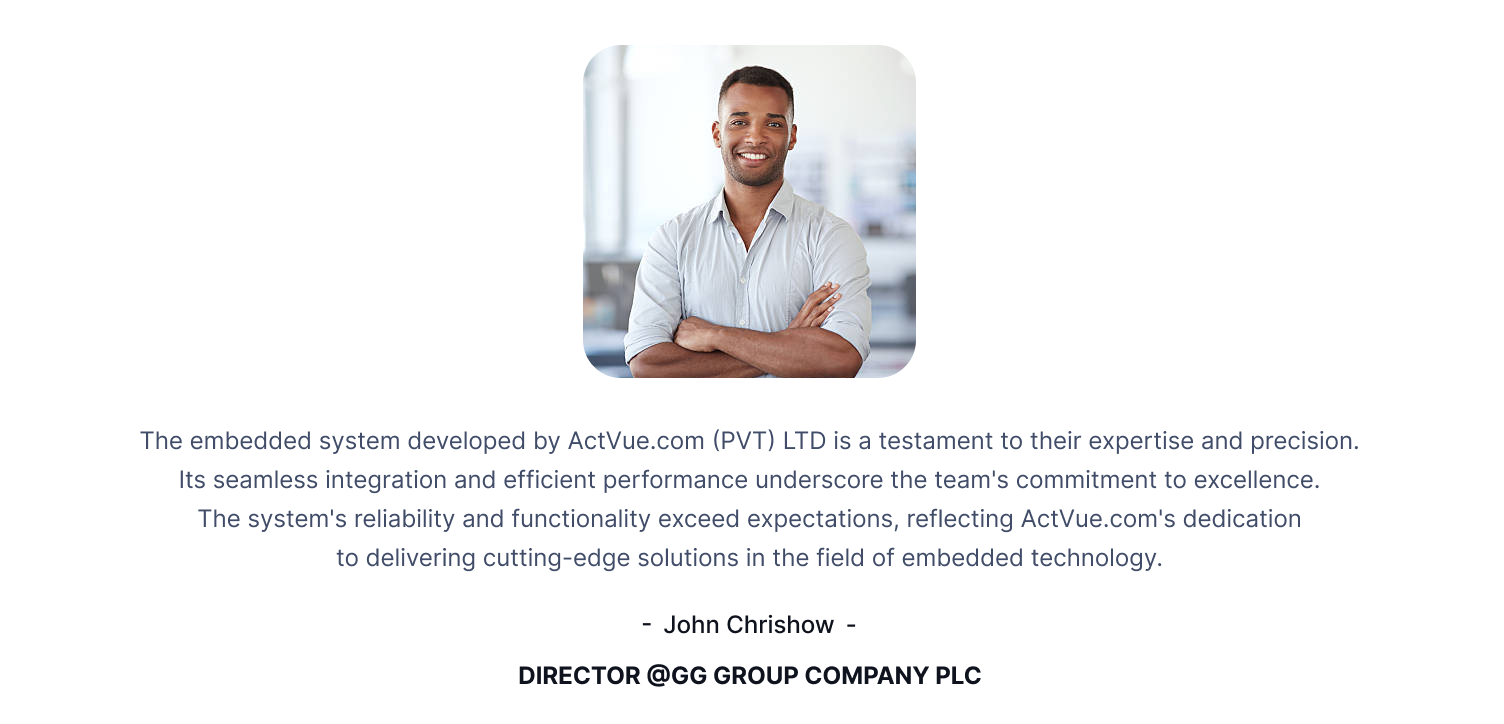 The embedded system developed by ActVue.com (PVT) LTD is a testament to their expertise and precision.
Its seamless integration and efficient performance underscore the team's commitment to excellence.
The system's reliability and functionality exceed expectations, reflecting ActVue.com's dedication
to delivering cutting-edge solutions in the field of embedded technology.
- John Chrishow -
DIRECTOR @GG GROUP COMPANY PLC